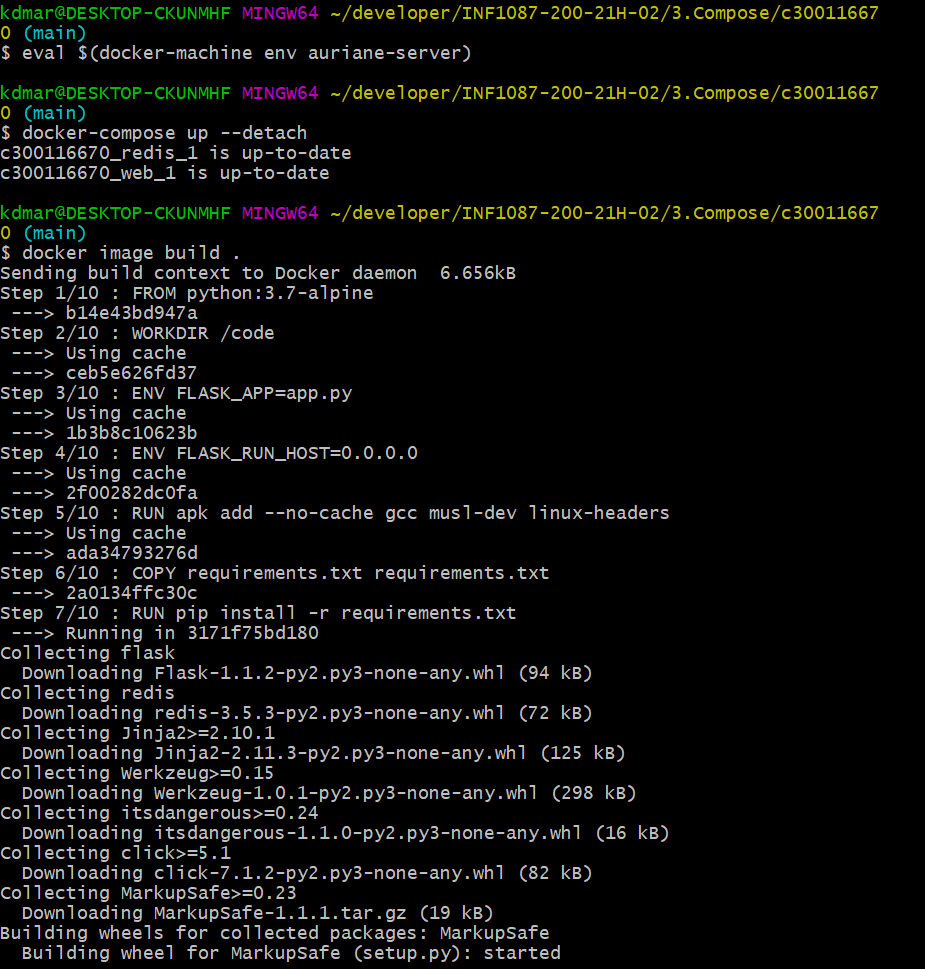 kdmar@DESKTOP-CKUNMHF MINGW64 ~/developer/INF1087-200-21H-02/3.Compose/c30011667
0 (main)
$ eval $(docker-machine env auriane-server)
kdmar@DESKTOP-CKUNMHF MINGW64 ~/developer/INF1087-200-21H-02/3.Compose/c30011667
0 (main)
$ docker-compose up --detach
c300116670_redis_1 is up-to-date
c300116670_web_1 is up-to-date
kdmar@DESKTOP-CKUNMHF MINGW64 ~/developer/INF1087-200-21H-02/3.Compose/c30011667
0 (main)
$ docker image build .
Sending build context to Docker daemon  6.656kB
Step 1/10 : FROM python:3.7-alpine
 ---> b14e43bd947a
Step 2/10 : WORKDIR /code
 ---> Using cache
 ---> ceb5e626fd37
Step 3/10 : ENV FLASK_APP=app.py
 ---> Using cache
 ---> 1b3b8c10623b
Step 4/10 : ENV FLASK_RUN_HOST=0.0.0.0
 ---> Using cache
 ---> 2f00282dc0fa
Step 5/10 : RUN apk add --no-cache gcc musl-dev linux-headers
 ---> Using cache
 ---> ada34793276d
Step 6/10 : COPY requirements.txt requirements.txt
 ---> 2a0134ffc30c
Step 7/10 : RUN pip install -r requirements.txt
 ---> Running in 3171f75bd180
Collecting flask
  Downloading Flask-1.1.2-py2.py3-none-any.whl (94 kB)
Collecting redis
  Downloading redis-3.5.3-py2.py3-none-any.whl (72 kB)
Collecting Jinja2>=2.10.1
  Downloading Jinja2-2.11.3-py2.py3-none-any.whl (125 kB)
Collecting Werkzeug>=0.15
  Downloading Werkzeug-1.0.1-py2.py3-none-any.whl (298 kB)
Collecting itsdangerous>=0.24
  Downloading itsdangerous-1.1.0-py2.py3-none-any.whl (16 kB)
Collecting click>=5.1
  Downloading click-7.1.2-py2.py3-none-any.whl (82 kB)
Collecting MarkupSafe>=0.23
  Downloading MarkupSafe-1.1.1.tar.gz (19 kB)
Building wheels for collected packages: MarkupSafe
  Building wheel for MarkupSafe (setup.py): started